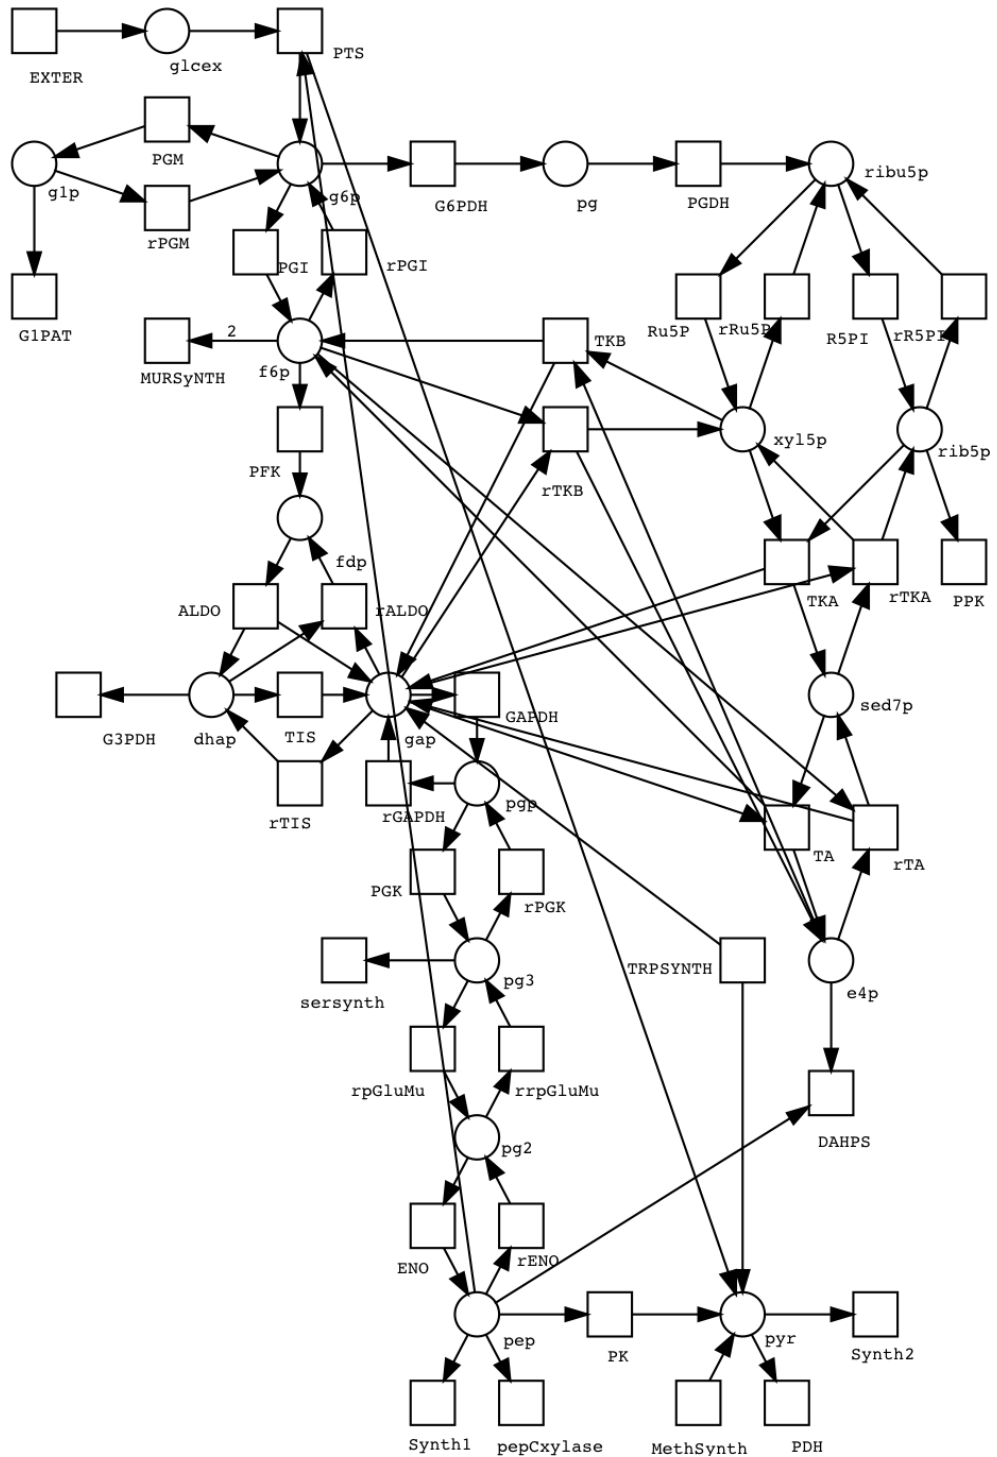 EXTER
glcex
PTS
PGM
g1p
rPGM
g6p
G6PDH
pg
PGDH
ribu5p
PGI
rPGI
G1PAT
2
MURSyNTH
f6p
TKB
Ru5P
rRu5P
R5PI
rR5PI
PFK
rTKB
xyl5p
rib5p
fdp
ALDO
rALDO
TKA
rTKA
PPK
G3PDH
dhap
TIS
gap
GAPDH
sed7p
rTIS
rGAPDH
pgp
TA
rTA
PGK
rPGK
sersynth
pg3
TRPSYNTH
e4p
rpGluMu
rrpGluMu
pg2
DAHPS
ENO
rENO
pep
PK
pyr
Synth2
Synth1
pepCxylase
MethSynth
PDH